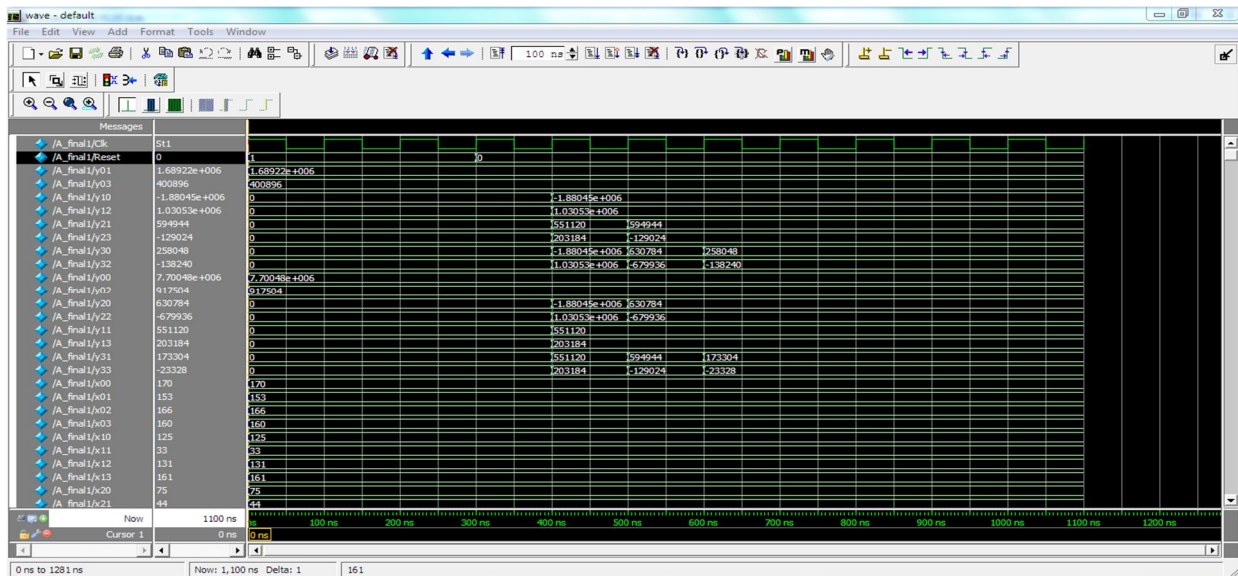 wave - default
File Edit View Add Format Tools Window
100 ns
Messages
/A_final1/Clk St1
/A_final1/Reset 0 1 0
/A_final1/y01 1.68922e+006 1.68922e+006
/A_final1/y03 400896 400896
/A_final1/y10 -1.88045e+006 0 -1.88045e+006
/A_final1/y12 1.03053e+006 0 1.03053e+006
/A_final1/y21 594944 0 551120 594944
/A_final1/y23 -129024 0 203184 -129024
/A_final1/y30 258048 0 -1.88045e+006 630784 258048
/A_final1/y32 -138240 0 1.03053e+006 -679936 -138240
/A_final1/y00 7.70048e+006 7.70048e+006
/A_final1/y02 917504 917504
/A_final1/y20 630784 0 -1.88045e+006 630784
/A_final1/y22 -679936 0 1.03053e+006 -679936
/A_final1/y11 551120 0 551120
/A_final1/y13 203184 0 203184
/A_final1/y31 173304 0 551120 594944 173304
/A_final1/y33 -23328 0 203184 -129024 -23328
/A_final1/x00 170 170
/A_final1/x01 153 153
/A_final1/x02 166 166
/A_final1/x03 160 160
/A_final1/x10 125 125
/A_final1/x11 33 33
/A_final1/x12 131 131
/A_final1/x13 161 161
/A_final1/x20 75 75
/A_final1/x21 44 44
Now 1100 ns ns 100 ns 200 ns 300 ns 400 ns 500 ns 600 ns 700 ns 800 ns 900 ns 1000 ns 1100 ns 1200 ns
Cursor 1 0 ns 0 ns
0 ns to 1281 ns Now: 1,100 ns Delta: 1 161